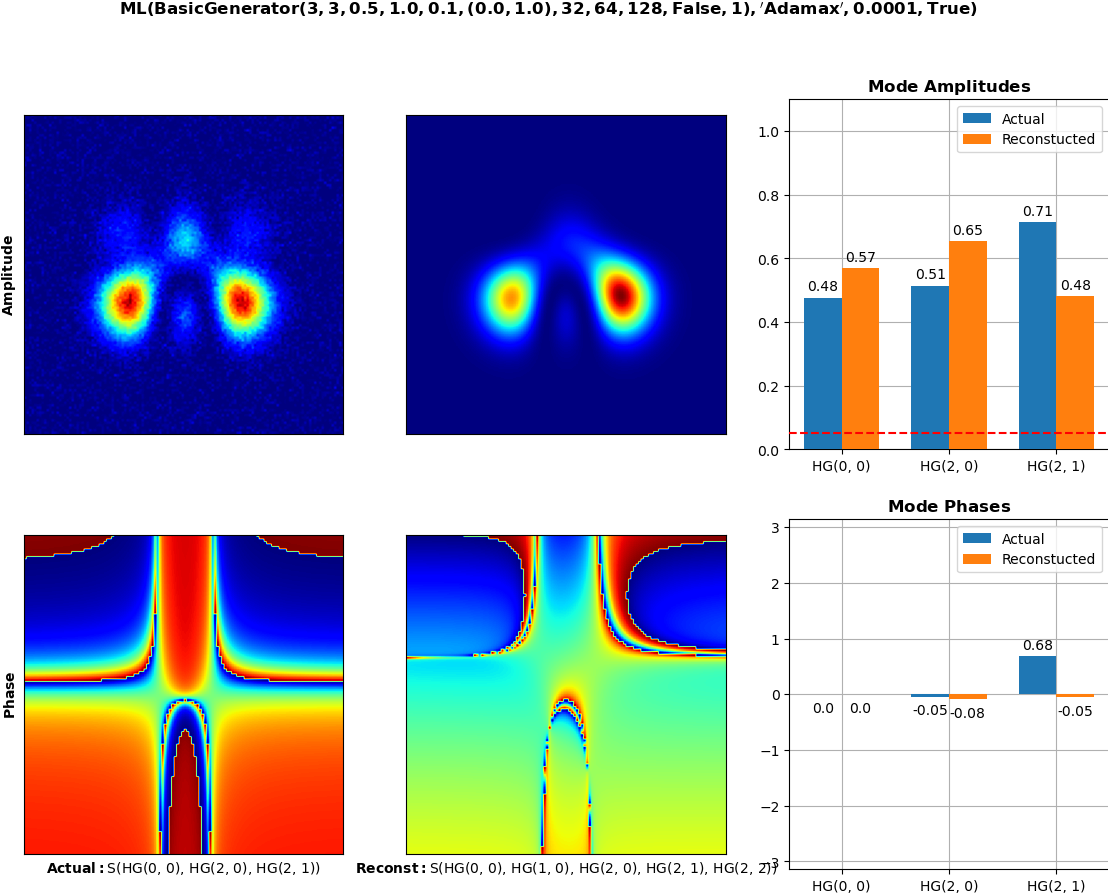 ML(BasicGenerator(3, 3, 0.5, 1.0, 0.1, (0.0, 1.0), 32, 64, 128, False, 1), ′Adamax′, 0.0001, True)
Amplitude
Mode Amplitudes
Actual
Reconstucted
1.0
0.8
0.6
0.4
0.2
0.0
0.48
0.57
0.51
0.65
0.71
0.48
HG(0, 0)
HG(2, 0)
HG(2, 1)
Phase
Actual: S(HG(0, 0), HG(2, 0), HG(2, 1))
Reconst: S(HG(0, 0), HG(1, 0), HG(2, 0), HG(2, 1), HG(2, 2))
Mode Phases
Actual
Reconstucted
3
2
1
0
−1
−2
−3
0.0
0.0
-0.05
-0.08
0.68
-0.05
HG(0, 0)
HG(2, 0)
HG(2, 1)